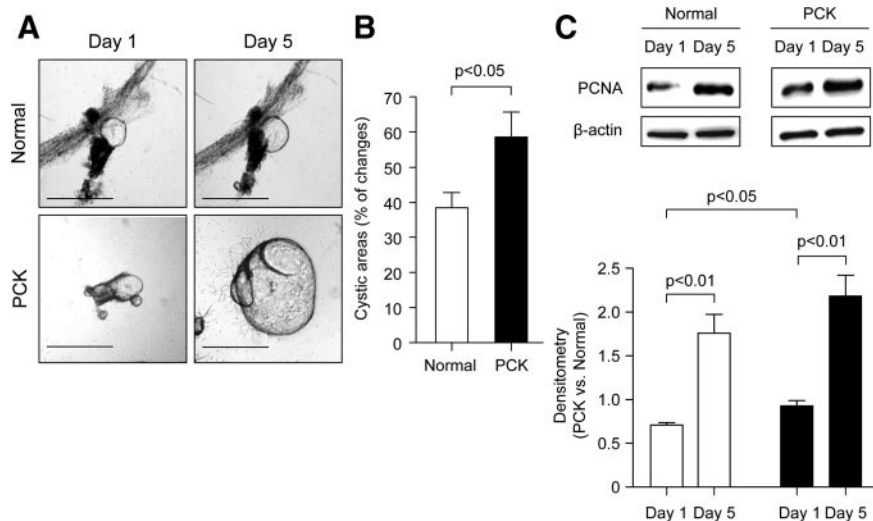 A
Day 1
Day 5
Normal
PCK
B
p<0.05
Cystic areas (% of changes)
70
60
50
40
30
20
10
0
Normal
PCK
C
Normal
PCK
Day 1 Day 5
Day 1 Day 5
PCNA
β-actin
p<0.05
p<0.01
p<0.01
Densitometry
(PCK vs. Normal)
2.5
2.0
1.5
1.0
0.5
0
Day 1 Day 5
Day 1 Day 5